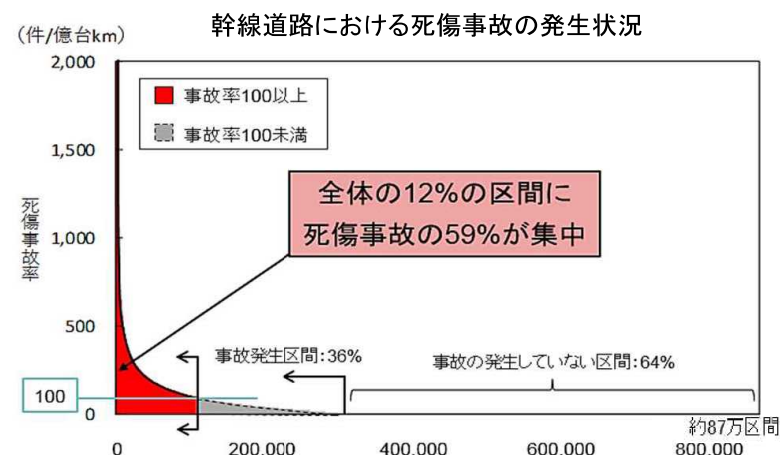 幹線道路における死傷事故の発生状況
（件/億台km）
2,000
1,500
1,000
500
100
0
死傷事故率
事故率100以上
事故率100未満
全体の12%の区間に
死傷事故の59%が集中
事故発生区間：36%
事故の発生していない区間：64%
約87万区間
0
200,000
400,000
600,000
800,000